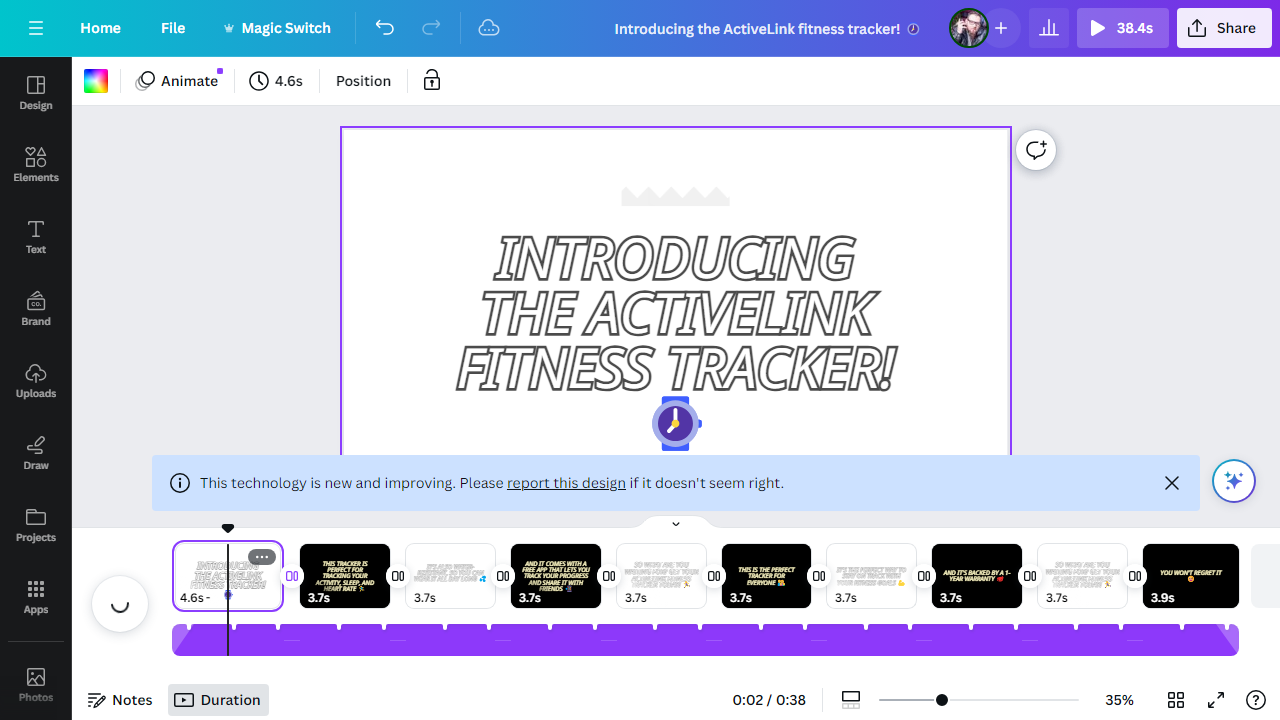 Home
File
Magic Switch
Introducing the ActiveLink fitness tracker!
38.4s
Share
Design
Elements
Text
Brand
CO.
Uploads
Draw
Projects
Apps
Photos
Animate
4.6s
Position
INTRODUCING
THE ACTIVELINK
FITNESS TRACKER!
This technology is new and improving. Please report this design if it doesn't seem right.
INTRODUCING
THE ACTIVELINK
FITNESS TRACKER!
4.6s -
THIS TRACKER IS
PERFECT FOR
TRACKING YOUR
ACTIVITY, SLEEP, AND
HEART RATE
3.7s
3.7s
AND IT COMES WITH A
FREE APP THAT LETS YOU
TRACK YOUR PROGRESS
AND SHARE IT WITH
FRIENDS
3.7s
3.7s
THIS IS THE PERFECT
TRACKER FOR
EVERYONE
3.7s
3.7s
AND IT'S BACKED BY A 1-
YEAR WARRANTY
3.7s
3.7s
YOU WON'T REGRET IT
3.9s
Notes
Duration
0:02 / 0:38
35%